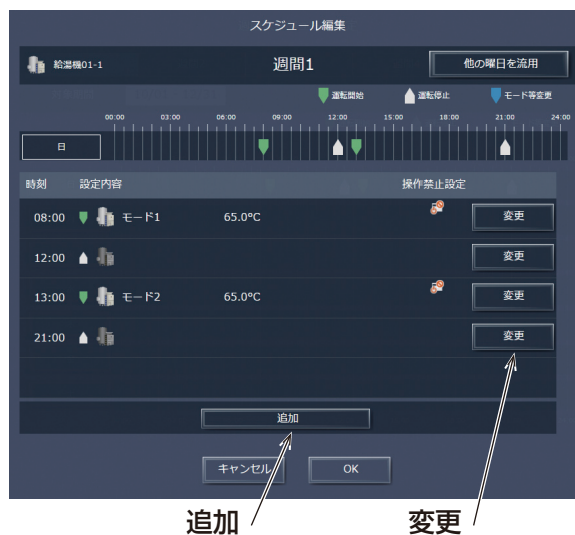 スケジュール編集
給湯機01-1 週間1 他の曜日を流用
運転開始 運転停止 モード等変更
00:00 03:00 06:00 09:00 12:00 15:00 18:00 21:00 24:00
日
時刻 設定内容 操作禁止設定
08:00 モード1 65.0℃ 変更
12:00 変更
13:00 モード2 65.0℃ 変更
21:00 変更
追加
キャンセル OK
追加 変更